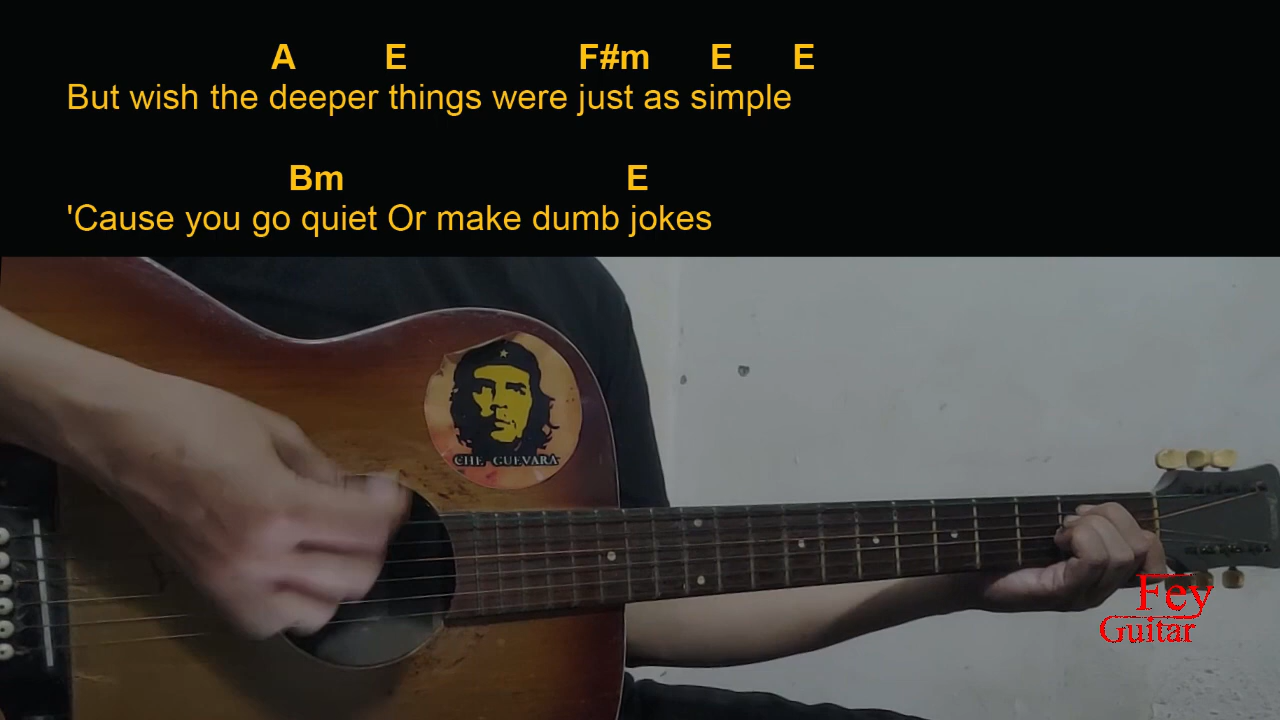 A E F#m E E
But wish the deeper things were just as simple
Bm E
'Cause you go quiet Or make dumb jokes
CHE GUEVARA
Fey
Guitar